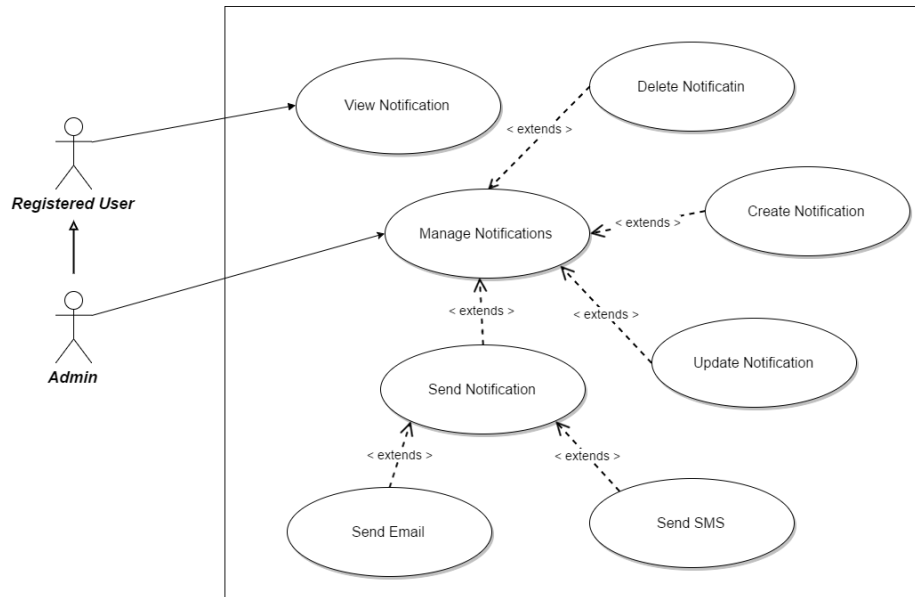 Delete Notificatin
View Notification
< extends >
Registered User
Create Notification
< extends >
Manage Notifications
< extends >
< extends >
Admin
Update Notification
Send Notification
< extends >
< extends >
Send Email
Send SMS